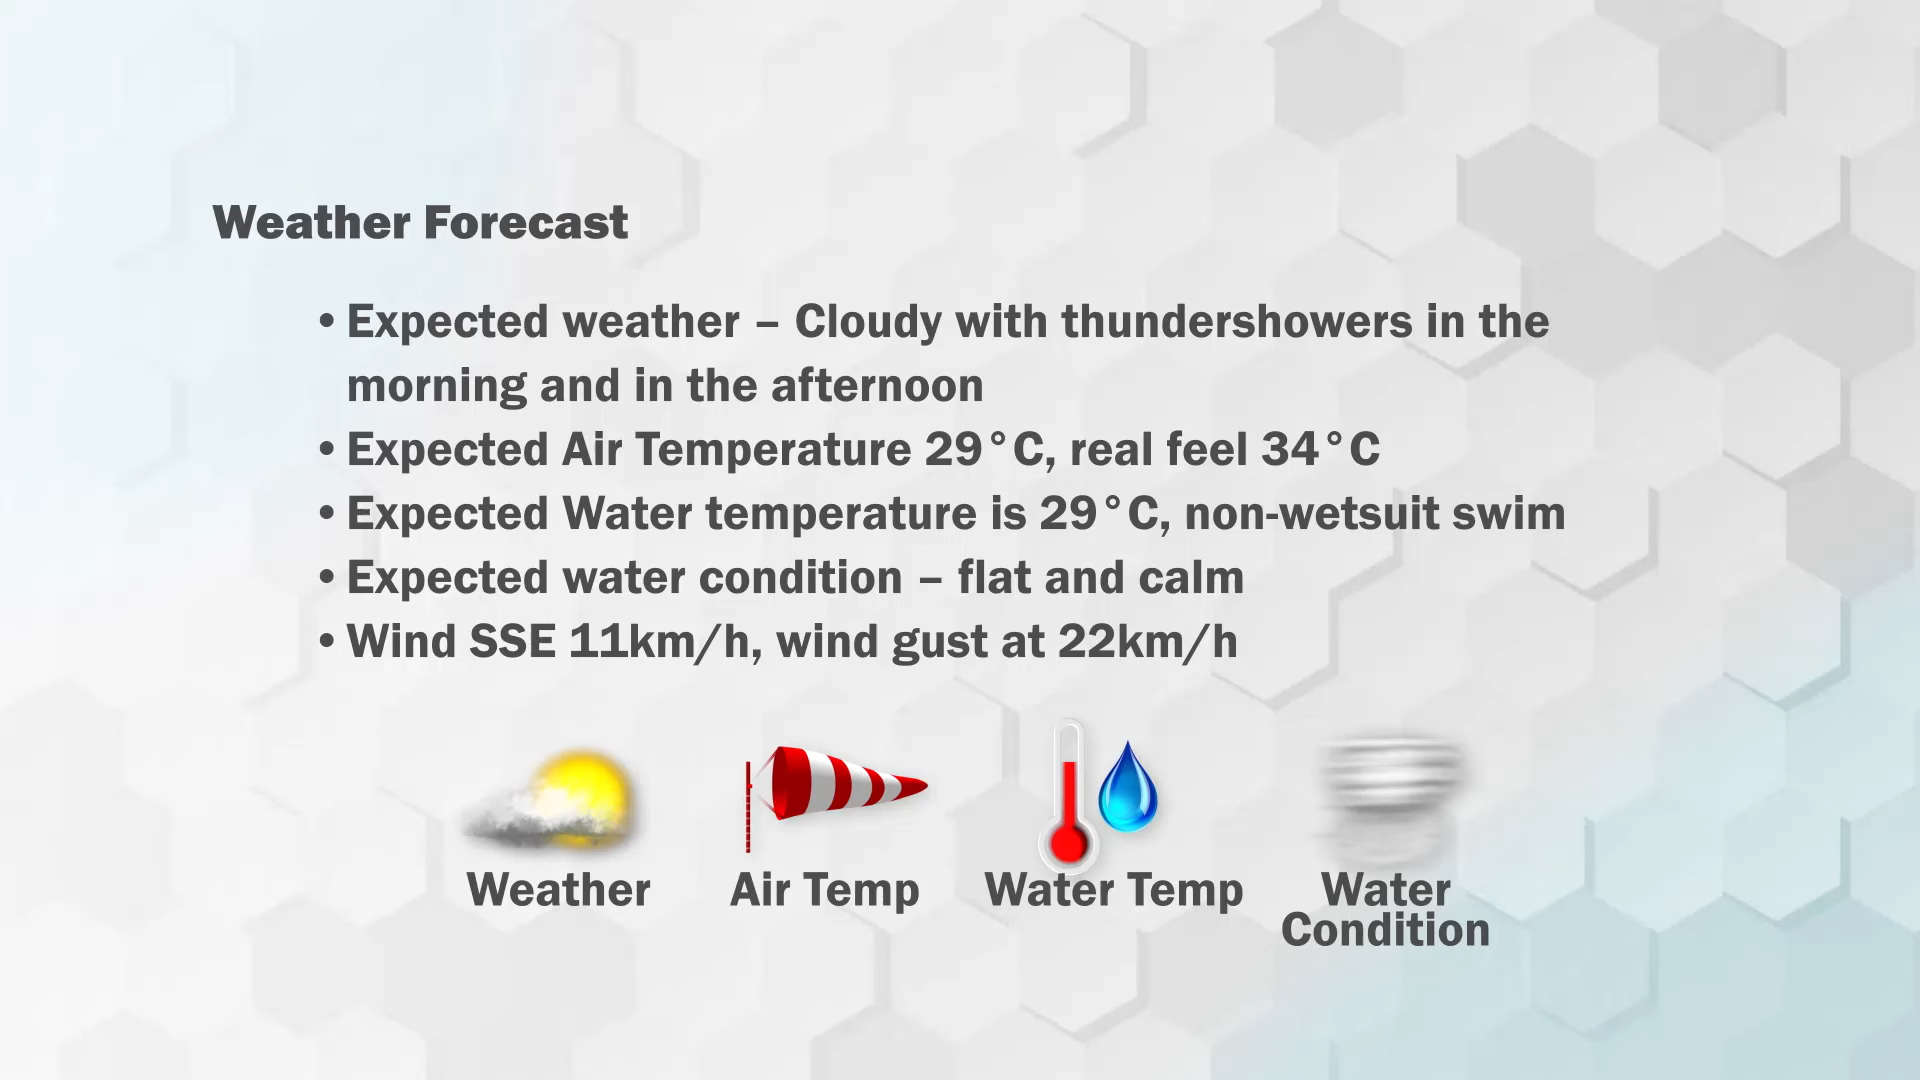 Weather Forecast
• Expected weather – Cloudy with thundershowers in the
morning and in the afternoon
• Expected Air Temperature 29°C, real feel 34°C
• Expected Water temperature is 29°C, non-wetsuit swim
• Expected water condition – flat and calm
• Wind SSE 11km/h, wind gust at 22km/h
Weather
Air Temp
Water Temp
Water
Condition